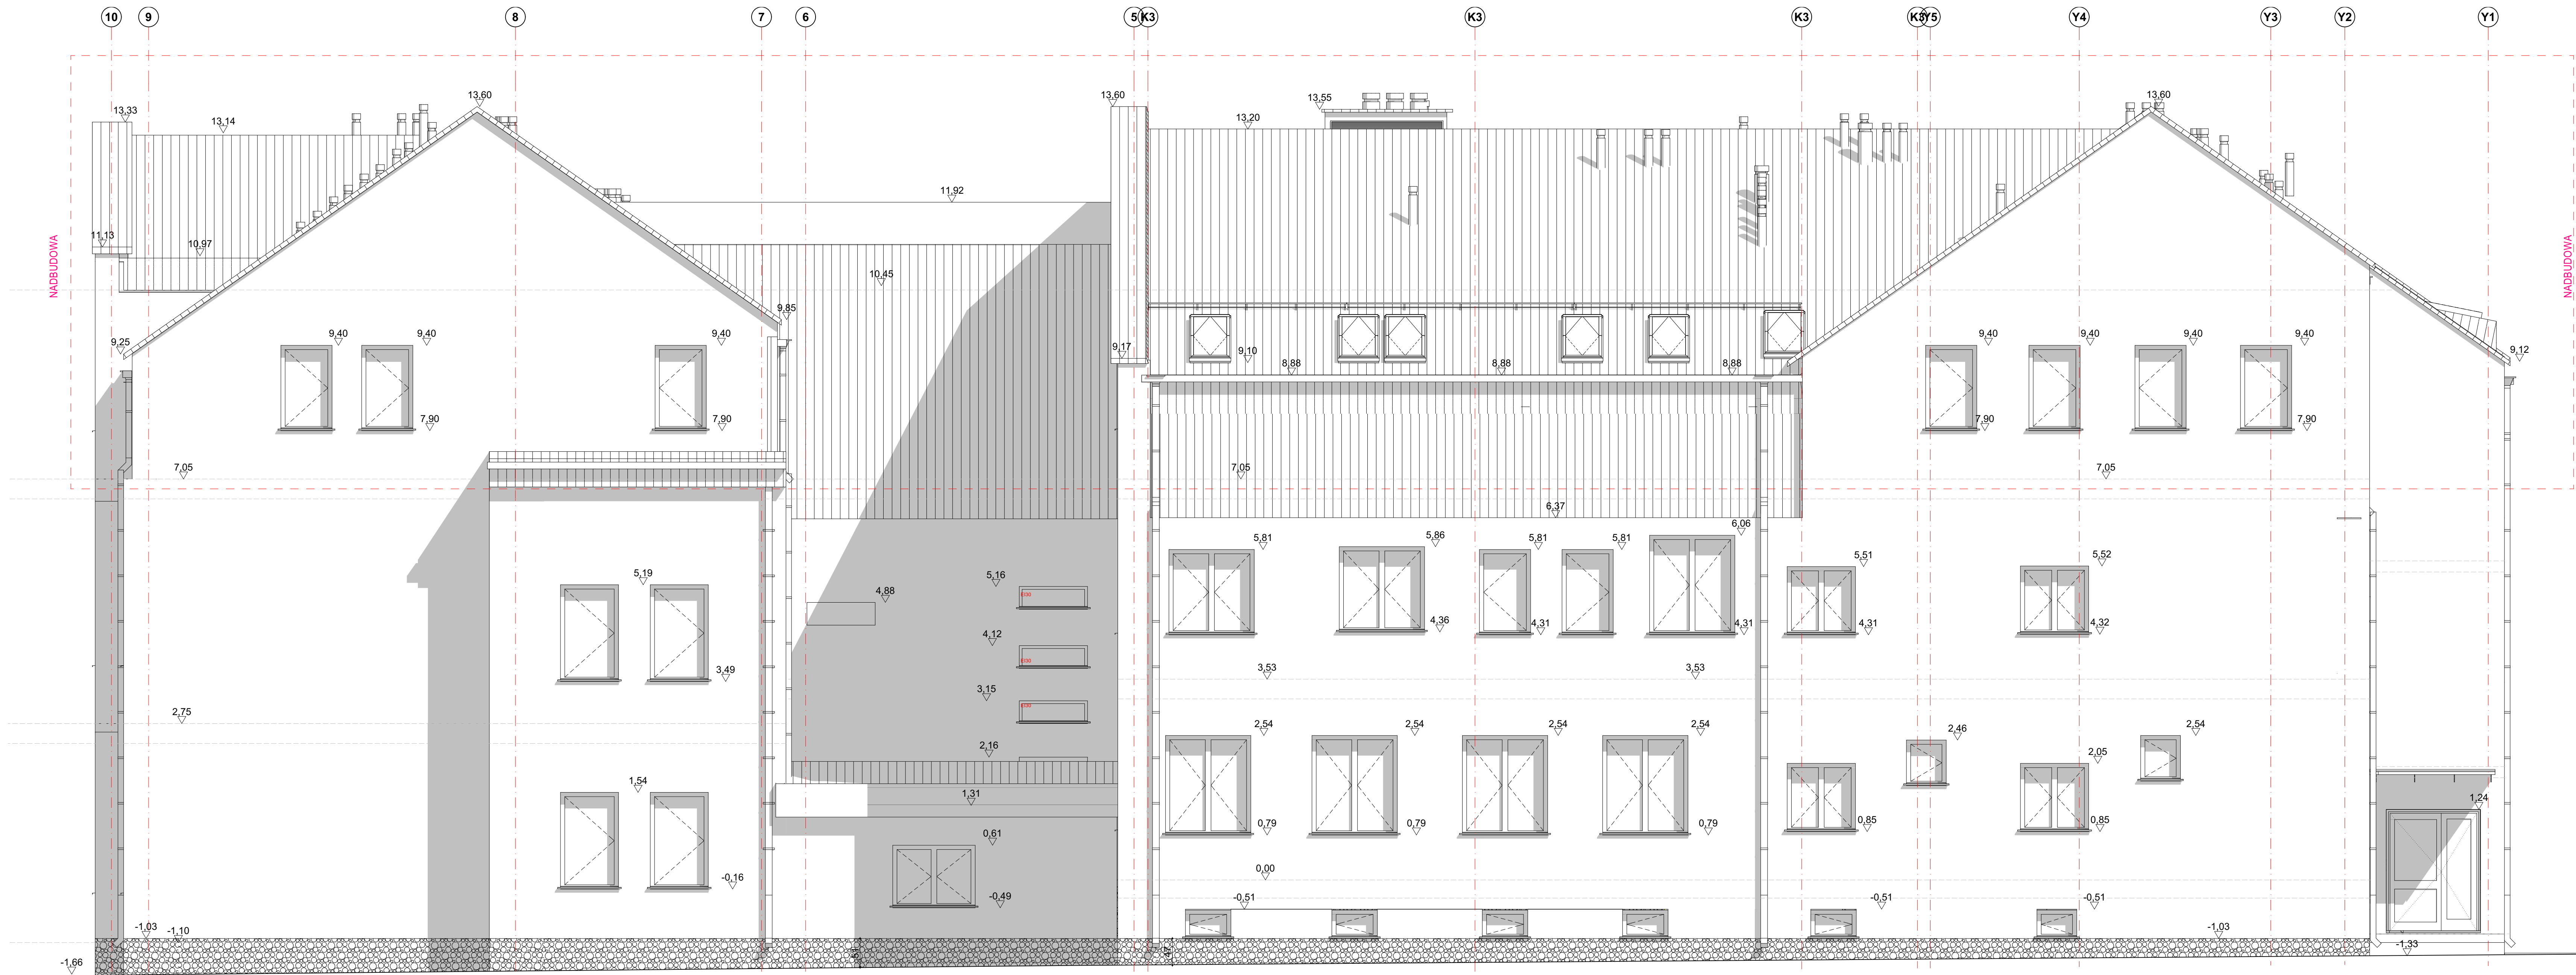 10 9 8 7 6 5 K3 K3 K3 K3 Y5 Y4 Y3 Y2 Y1
13,60 13,60 13,55 13,60
13,33 13,14 13,20
11,92
NADBUDOWA NADBUDOWA
11,13 10,97
10,45
9,85
9,25 9,40 9,40 9,40 9,17 9,10 9,40 9,40 9,40 9,40 9,12
8,88 8,88 8,88
7,90 7,90 7,90 7,90
7,05 7,05 7,05
6,37
6,06
5,81 5,86 5,81 5,81
5,51 5,52
5,19 5,16
4,88
4,36 4,31 4,31 4,31 4,32
4,12
3,49 3,53 3,53
3,15
2,75 2,54 2,54 2,54 2,54 2,46 2,54
2,16 2,05
1,54 1,31 1,24
0,61 0,79 0,79 0,79 0,85 0,85
-0,16 0,00
-0,49 -0,51 -0,51 -0,51
-1,03 -1,10 -1,03
-1,33
51 47
-1,66